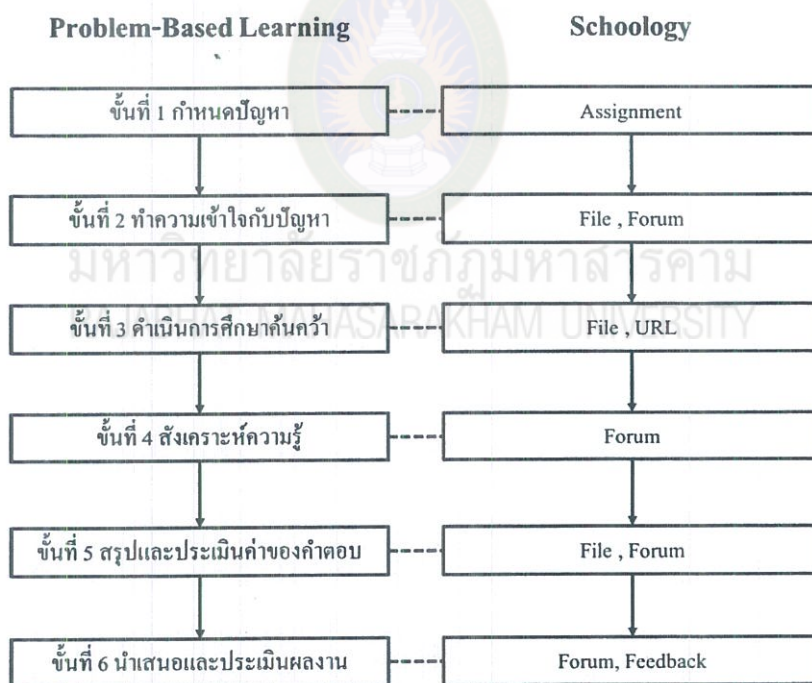 Problem-Based Learning Schoology
ขั้นที่ 1 กำหนดปัญหา Assignment
ขั้นที่ 2 ทำความเข้าใจกับปัญหา File , Forum
มหาวิทยาลัยราชภัฏมหาสารคาม
ขั้นที่ 3 ดำเนินการศึกษาค้นคว้า File , URL
RAJABHAT MAHASARAKHAM UNIVERSITY
ขั้นที่ 4 สังเคราะห์ความรู้ Forum
ขั้นที่ 5 สรุปและประเมินค่าของคำตอบ File , Forum
ขั้นที่ 6 นำเสนอและประเมินผลงาน Forum, Feedback